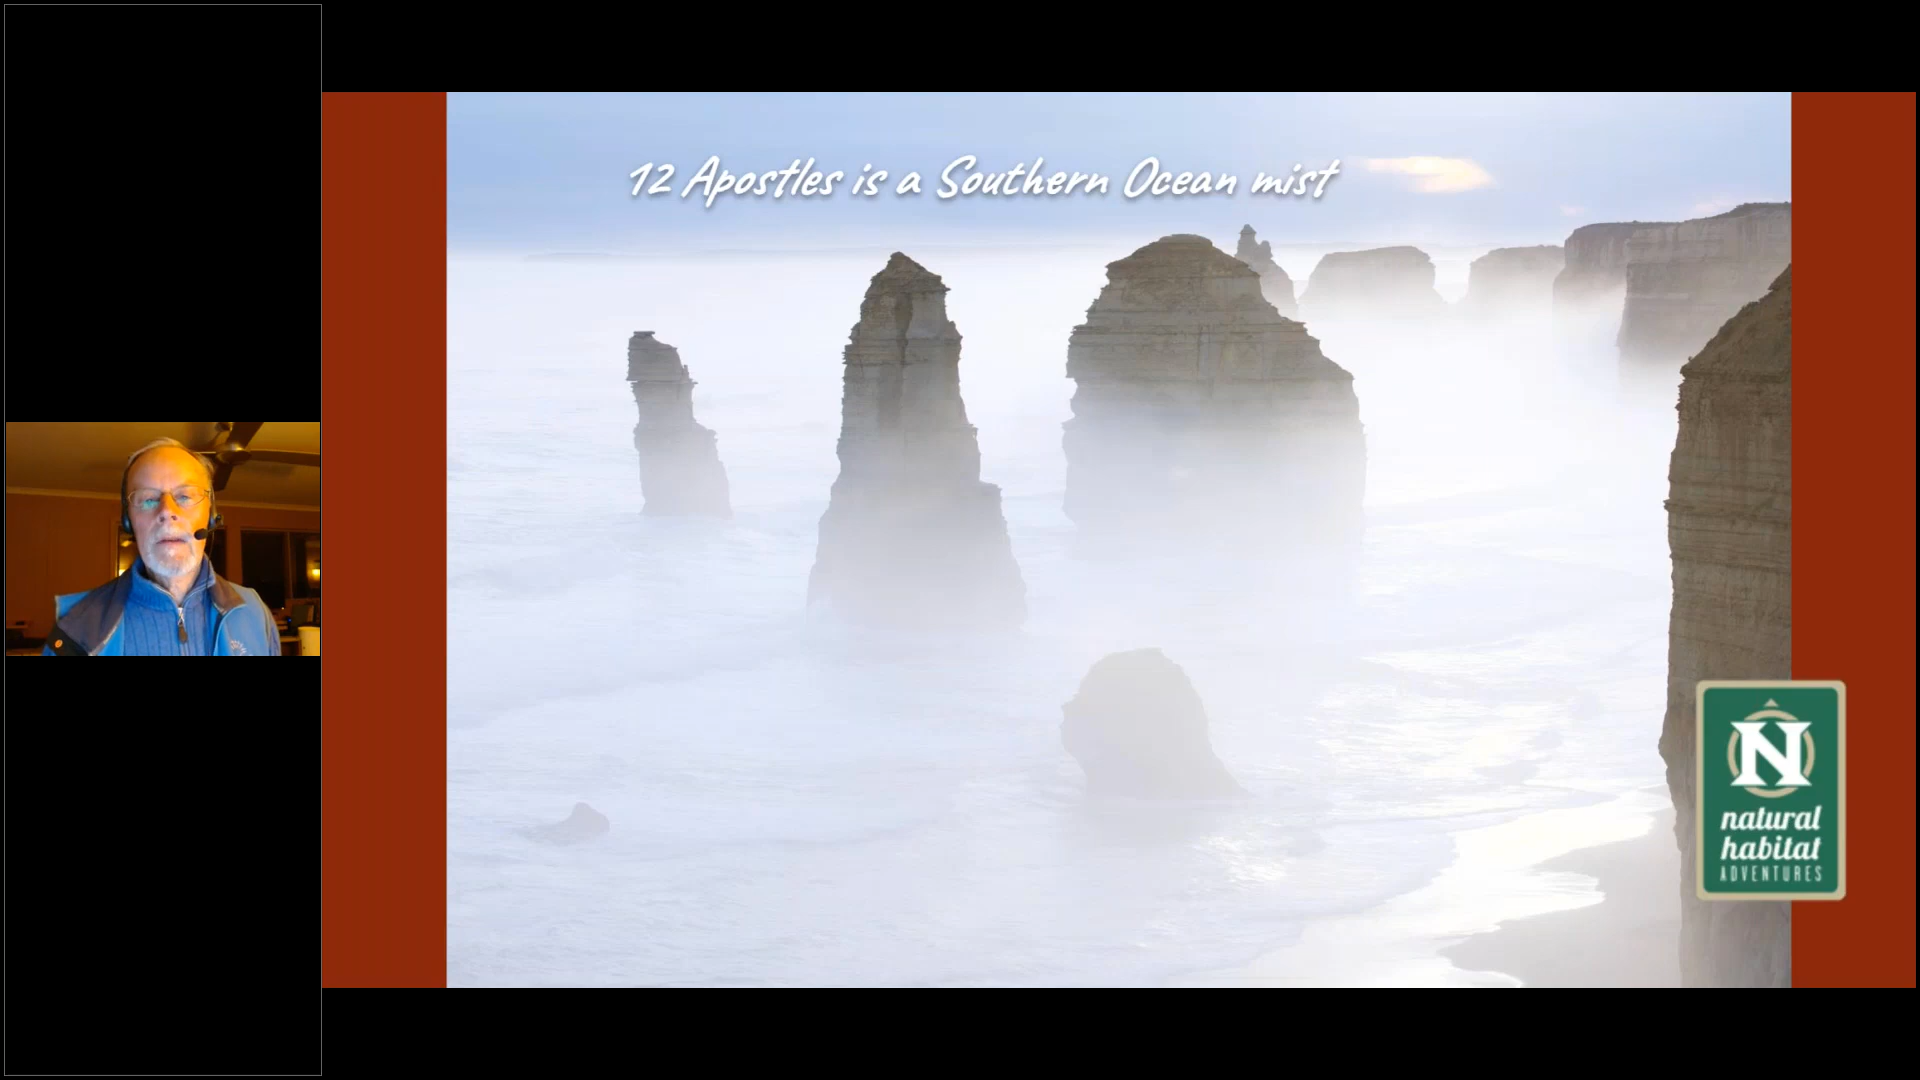 12 Apostles is a Southern Ocean mist
N
natural
habitat
ADVENTURES